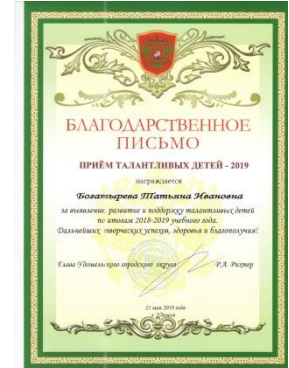 БЛАГОДАРСТВЕННОЕ
ПИСЬМО
ПРИЁМ ТАЛАНТЛИВЫХ ДЕТЕЙ - 2019
награждается
Богатырева Татьяна Ивановна
за выявление, развитие и поддержку талантливых детей
по итогам 2018-2019 учебного года.
Дальнейших творческих успехов, здоровья и благополучия!
Глава Удомельского городского округа Р.А. Рихтер
21 мая 2019 года
г. Удомля